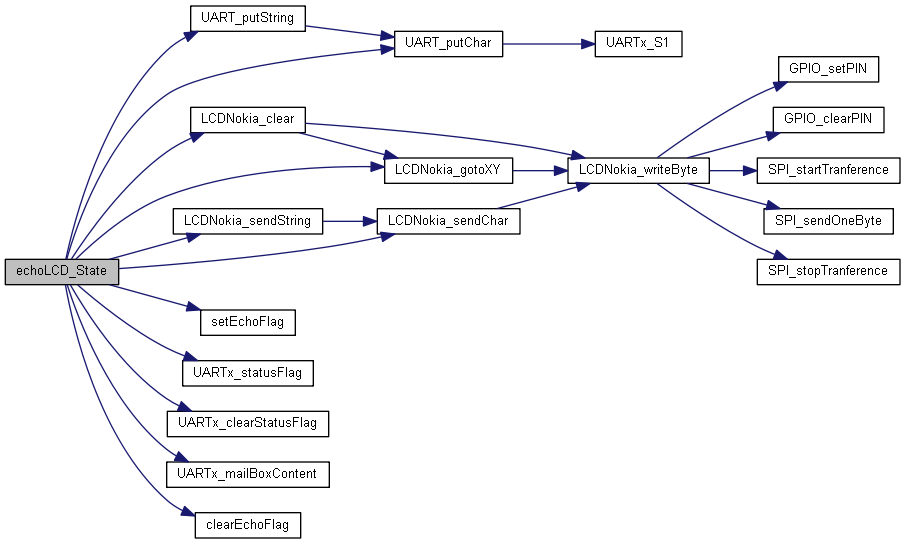 UART_putString
UART_putChar
UARTx_S1
GPIO_setPIN
LCDNokia_clear
GPIO_clearPIN
LCDNokia_gotoXY
LCDNokia_writeByte
SPI_startTranference
LCDNokia_sendString
LCDNokia_sendChar
SPI_sendOneByte
echoLCD_State
SPI_stopTranference
setEchoFlag
UARTx_statusFlag
UARTx_clearStatusFlag
UARTx_mailBoxContent
clearEchoFlag